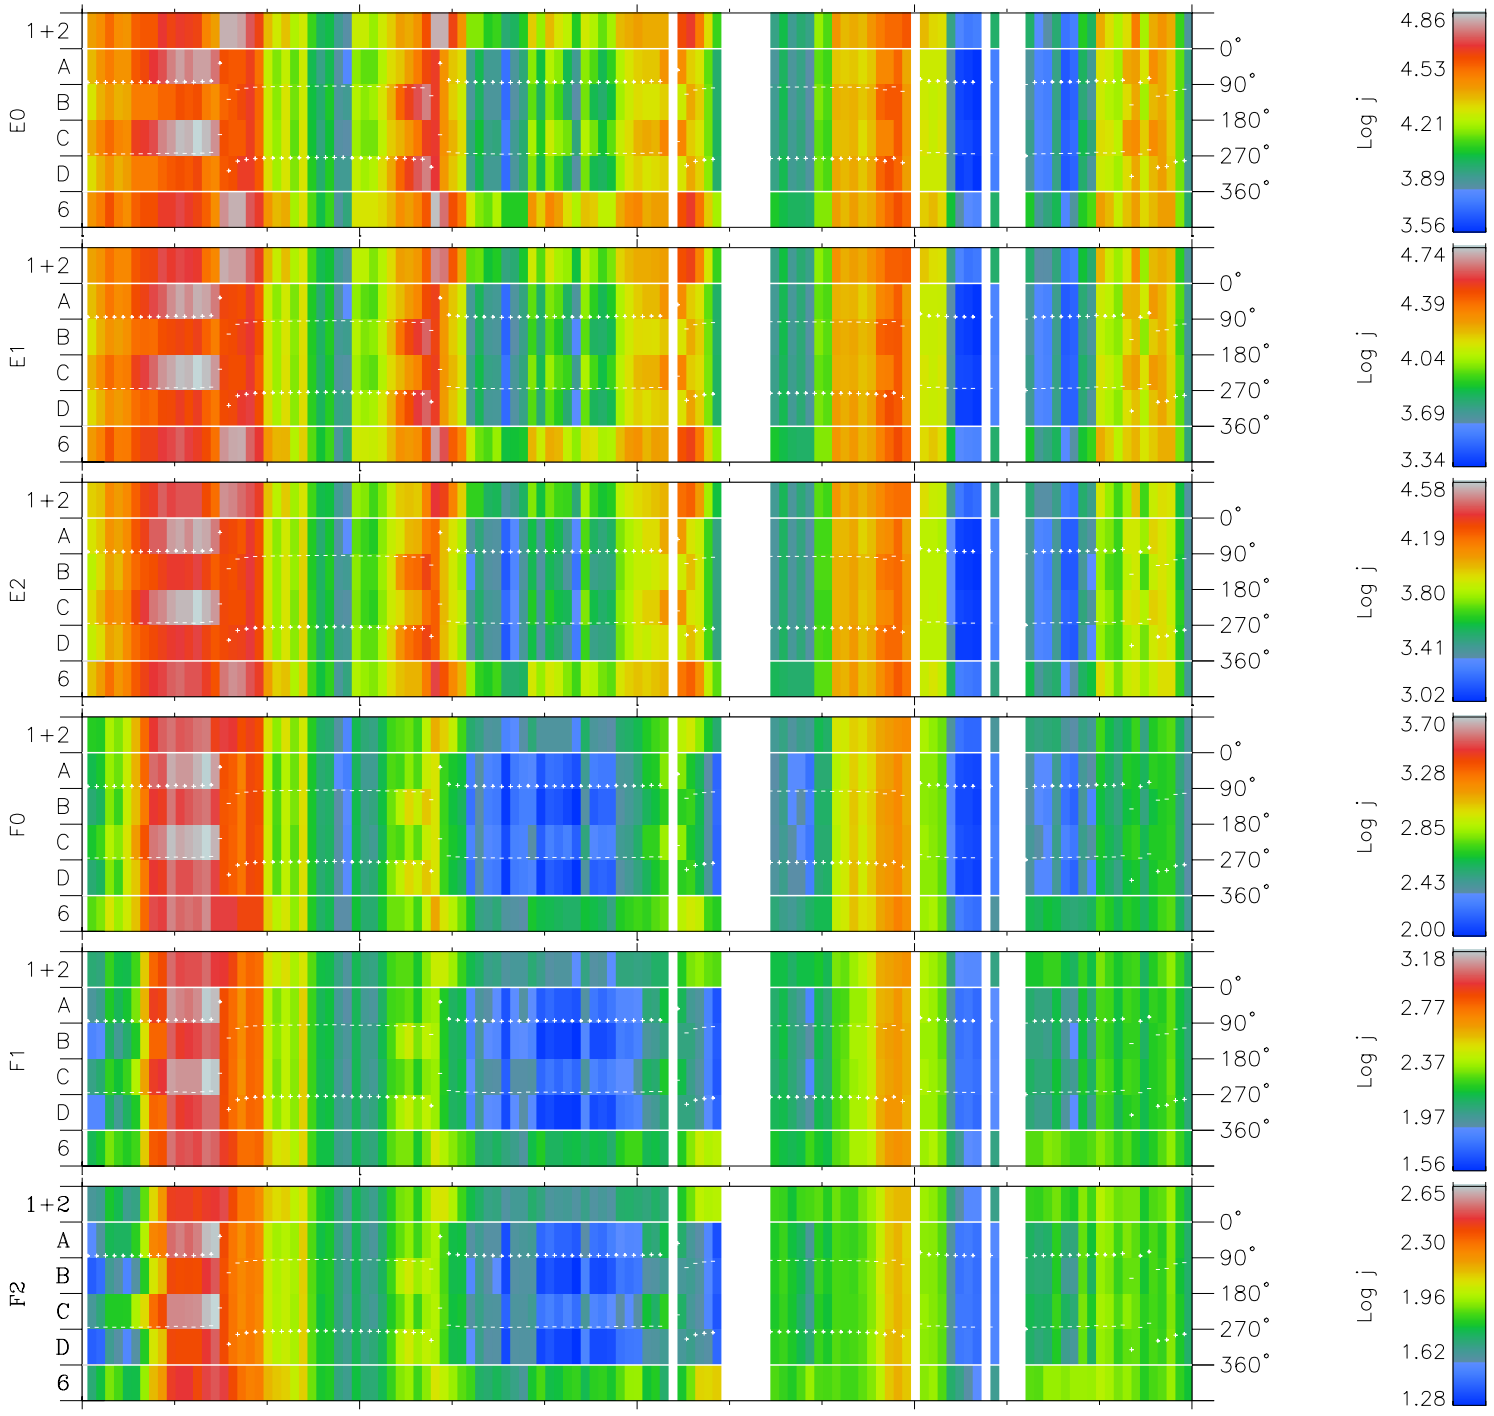 1+2
A
B
C
D
6
E0
0°
90°
180°
270°
360°
Log j
4.86
4.53
4.21
3.89
3.56
1+2
A
B
C
D
6
E1
0°
90°
180°
270°
360°
Log j
4.74
4.39
4.04
3.69
3.34
1+2
A
B
C
D
6
E2
0°
90°
180°
270°
360°
Log j
4.58
4.19
3.80
3.41
3.02
1+2
A
B
C
D
6
F0
0°
90°
180°
270°
360°
Log j
3.70
3.28
2.85
2.43
2.00
1+2
A
B
C
D
6
F1
0°
90°
180°
270°
360°
Log j
3.18
2.77
2.37
1.97
1.56
1+2
A
B
C
D
6
F2
0°
90°
180°
270°
360°
Log j
2.65
2.30
1.96
1.62
1.28